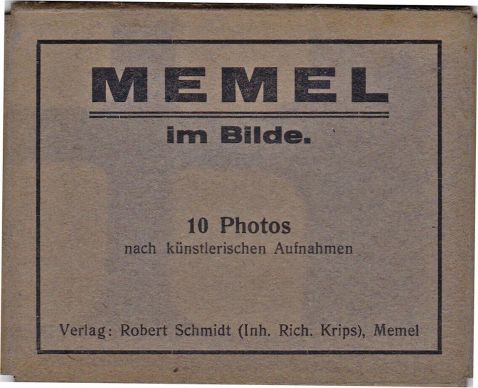 MEMEL
im Bilde.
10 Photos
nach künstlerischen Aufnahmen
Verlag: Robert Schmidt (Inh. Rich. Krips), Memel